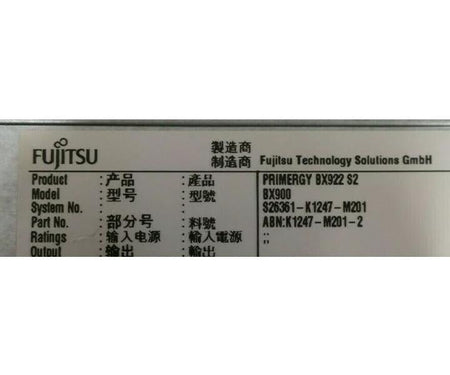 FUJITSU 製造商
制造商 Fujitsu Technology Solutions GmbH
Product : 产品 : 產品 PRIMERGY BX922 S2
Model : 型号 : 型號 BX900
System No. : : S26361-K1247-M201
Part No. : 部分号 : 料號 ABN:K1247-M201-2
Ratings : 输入电源 : 輸入電源 ;;
Output : 输出 : 輸出